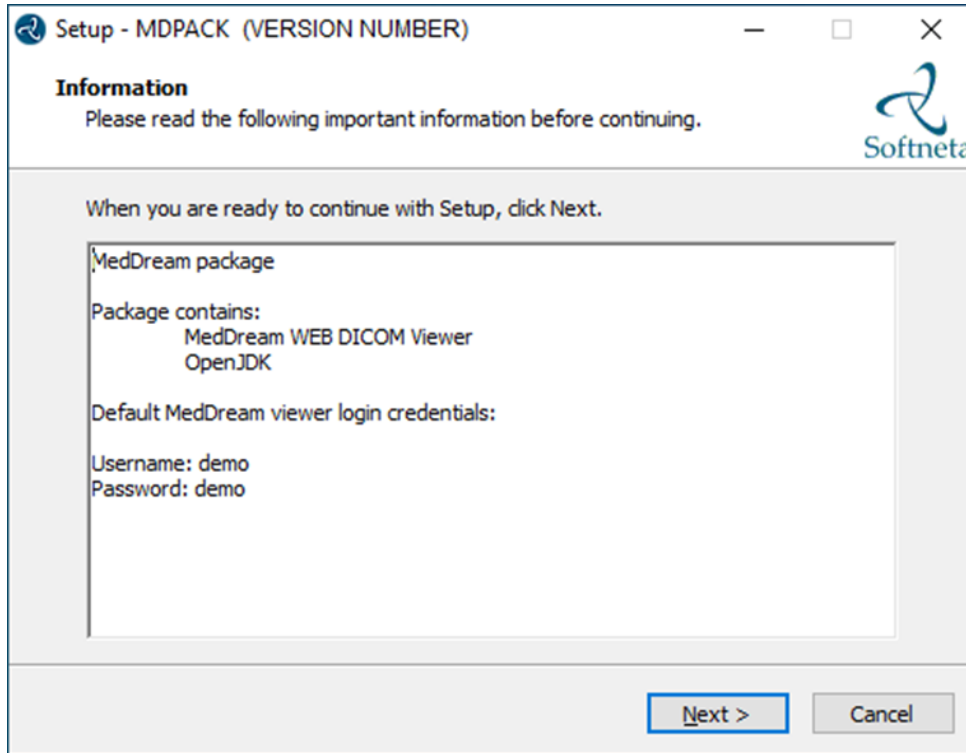 Setup - MDPACK (VERSION NUMBER)
Information
Please read the following important information before continuing.
Softneta
When you are ready to continue with Setup, click Next.
MedDream package
Package contains:
MedDream WEB DICOM Viewer
OpenJDK
Default MedDream viewer login credentials:
Username: demo
Password: demo
Next >
Cancel